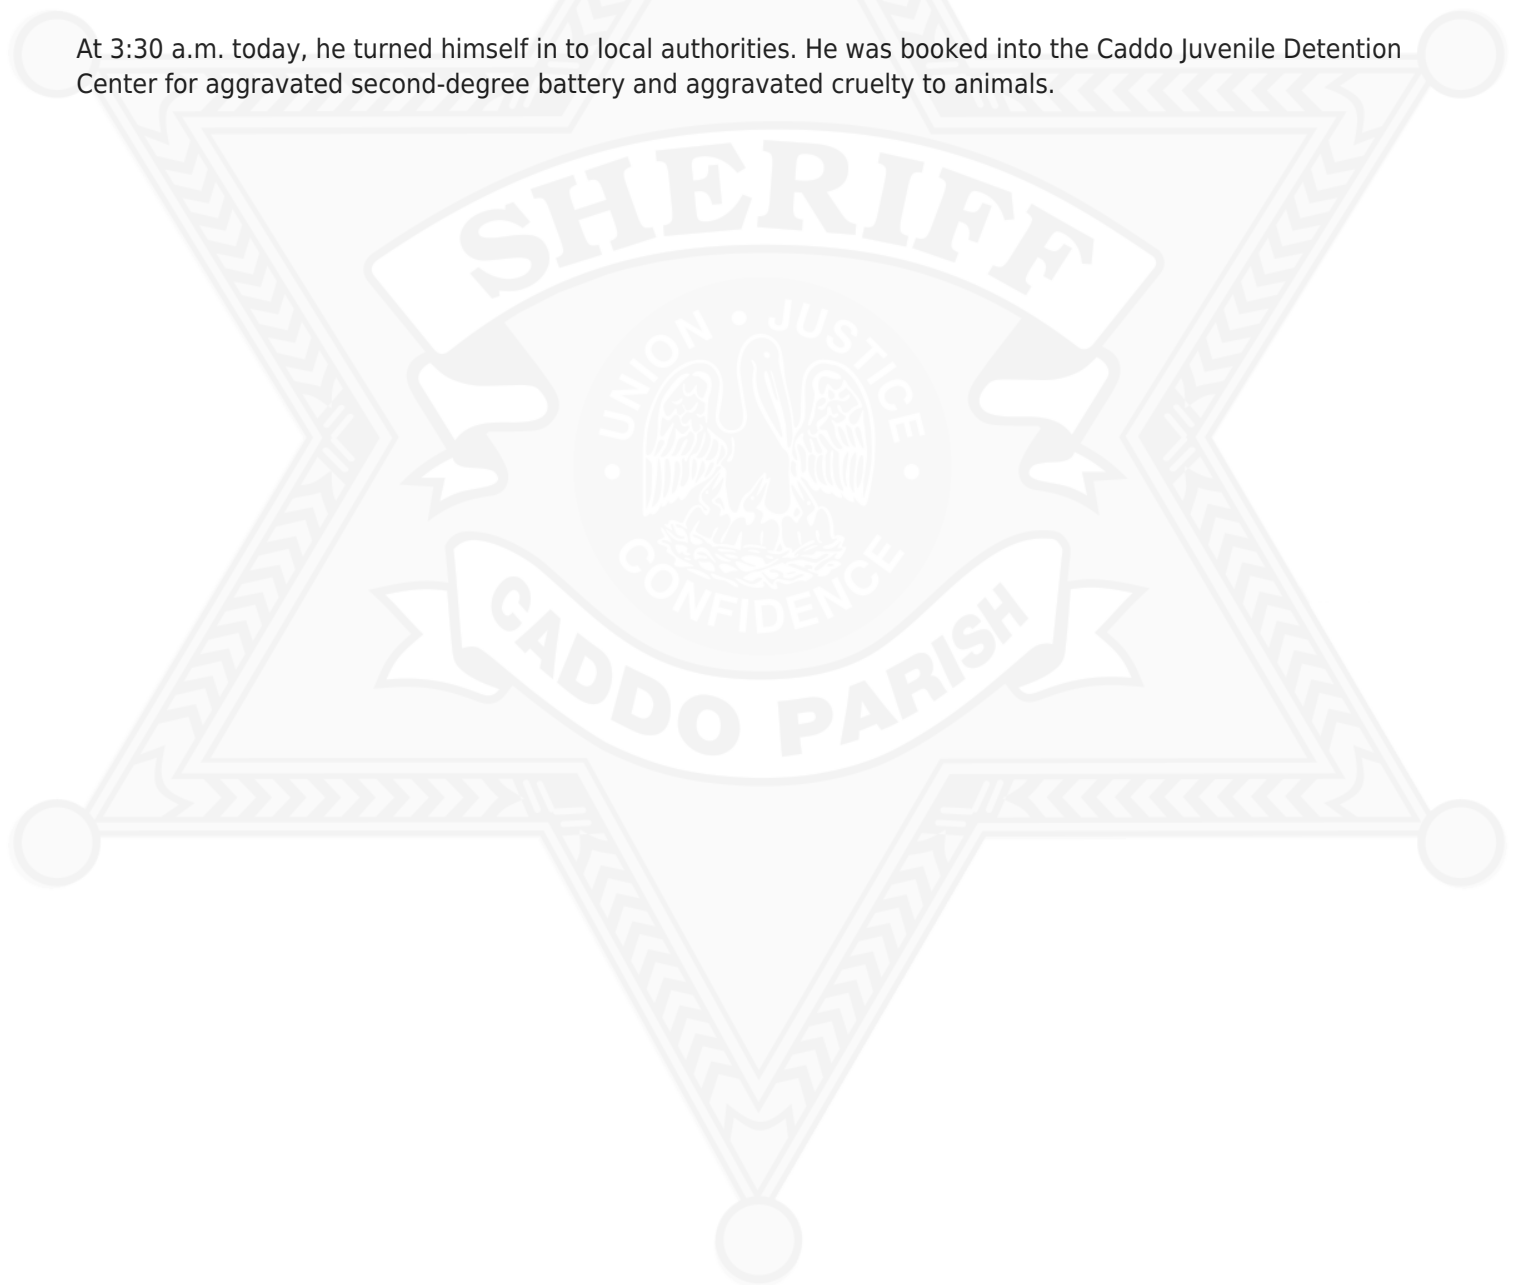 At 3:30 a.m. today, he turned himself in to local authorities. He was booked into the Caddo Juvenile Detention
Center for aggravated second-degree battery and aggravated cruelty to animals.
SHERIFF
UNION • JUSTICE
• CONFIDENCE •
CADDO PARISH